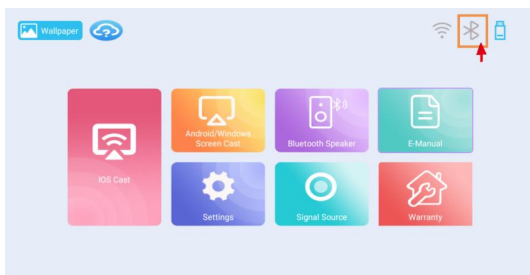 Wallpaper
Android/Windows
Screen Cast
Bluetooth Speaker
E-Manual
IOS Cast
Settings
Signal Source
Warranty